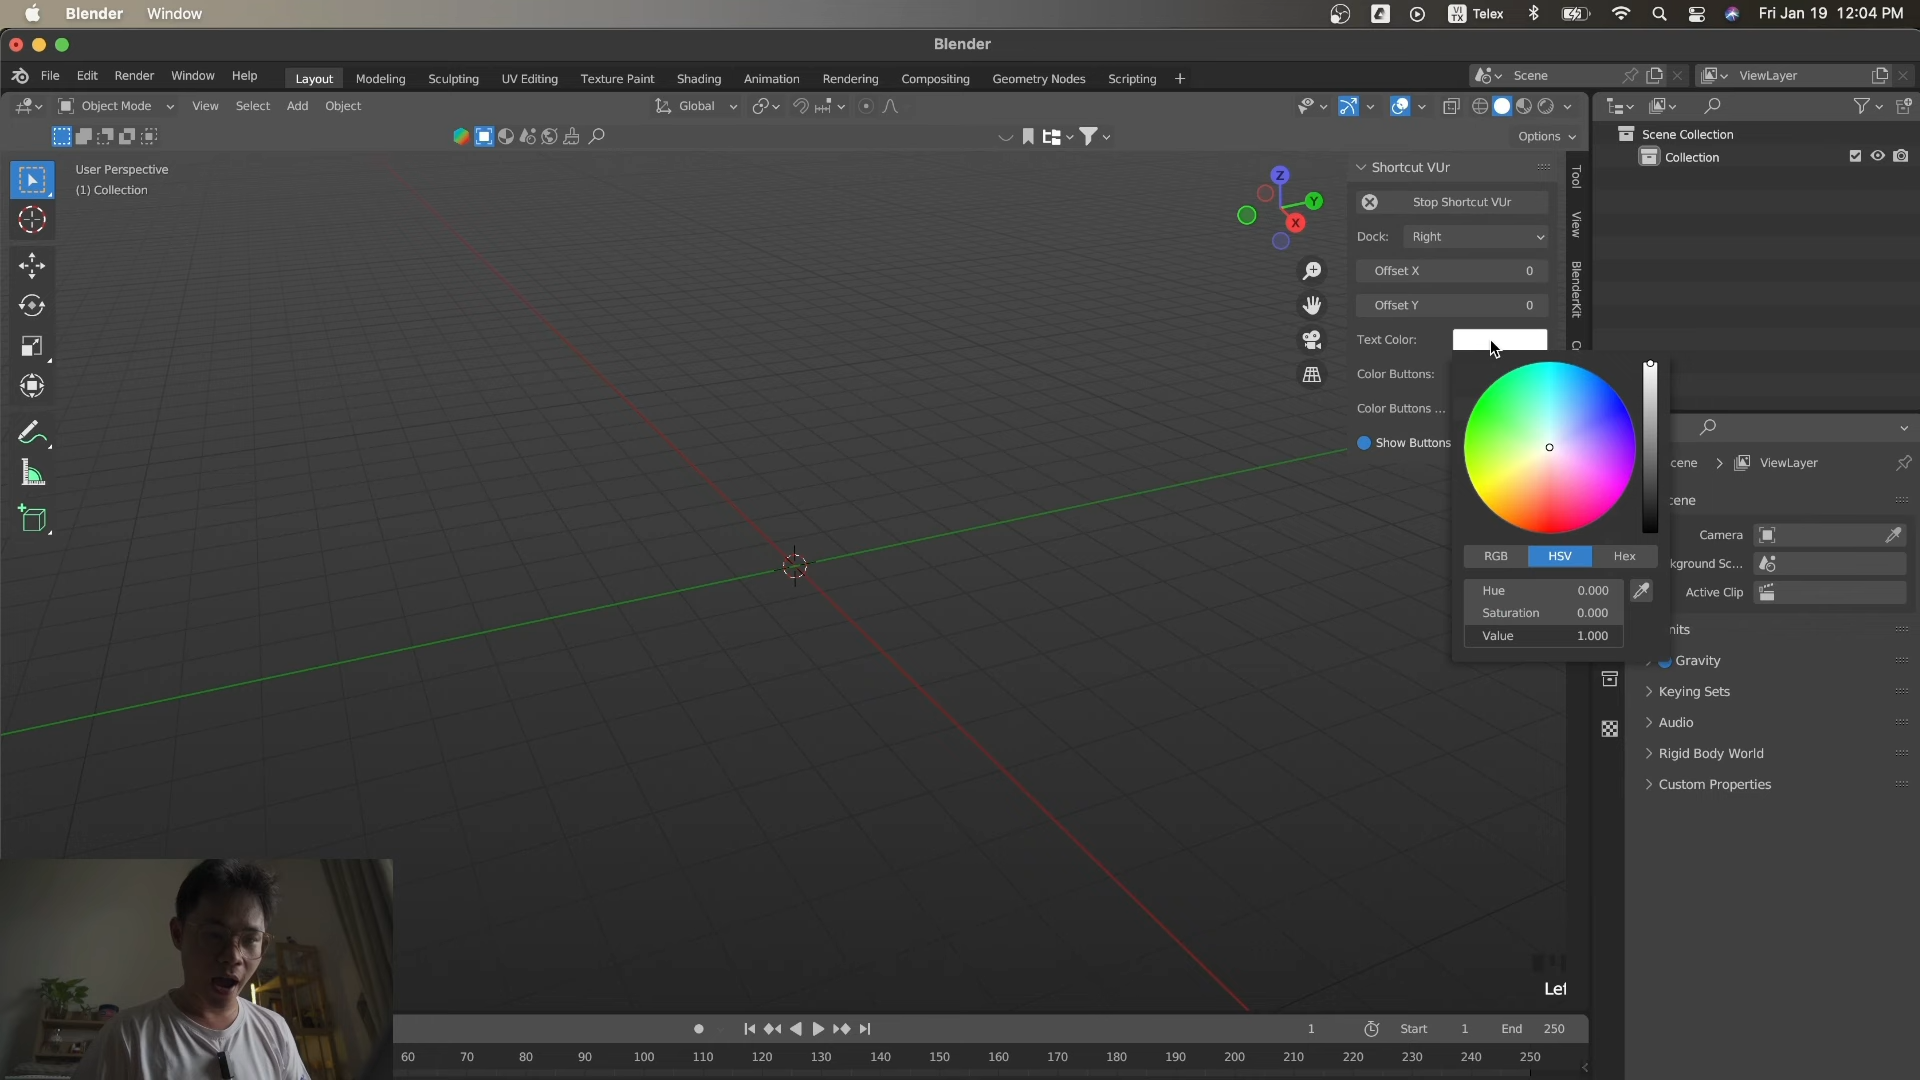 Blender Window
VI
TX Telex
Fri Jan 19 12:04 PM
Blender
File Edit Render Window Help
Layout Modeling Sculpting UV Editing Texture Paint Shading Animation Rendering Compositing Geometry Nodes Scripting +
Scene
ViewLayer
Object Mode View Select Add Object
Global
Options
User Perspective
(1) Collection
Z
Y
X
Shortcut VUr
Stop Shortcut VUr
Dock: Right
Offset X 0
Offset Y 0
Text Color:
Color Buttons:
Color Buttons ...
Show Buttons
Tool
View
BlenderKit
Scene Collection
Collection
RGB HSV Hex
Hue 0.000
Saturation 0.000
Value 1.000
cene > ViewLayer
cene
Camera
kground Sc...
Active Clip
nits
Gravity
Keying Sets
Audio
Rigid Body World
Custom Properties
Lef
1 Start 1 End 250
60 70 80 90 100 110 120 130 140 150 160 170 180 190 200 210 220 230 240 250